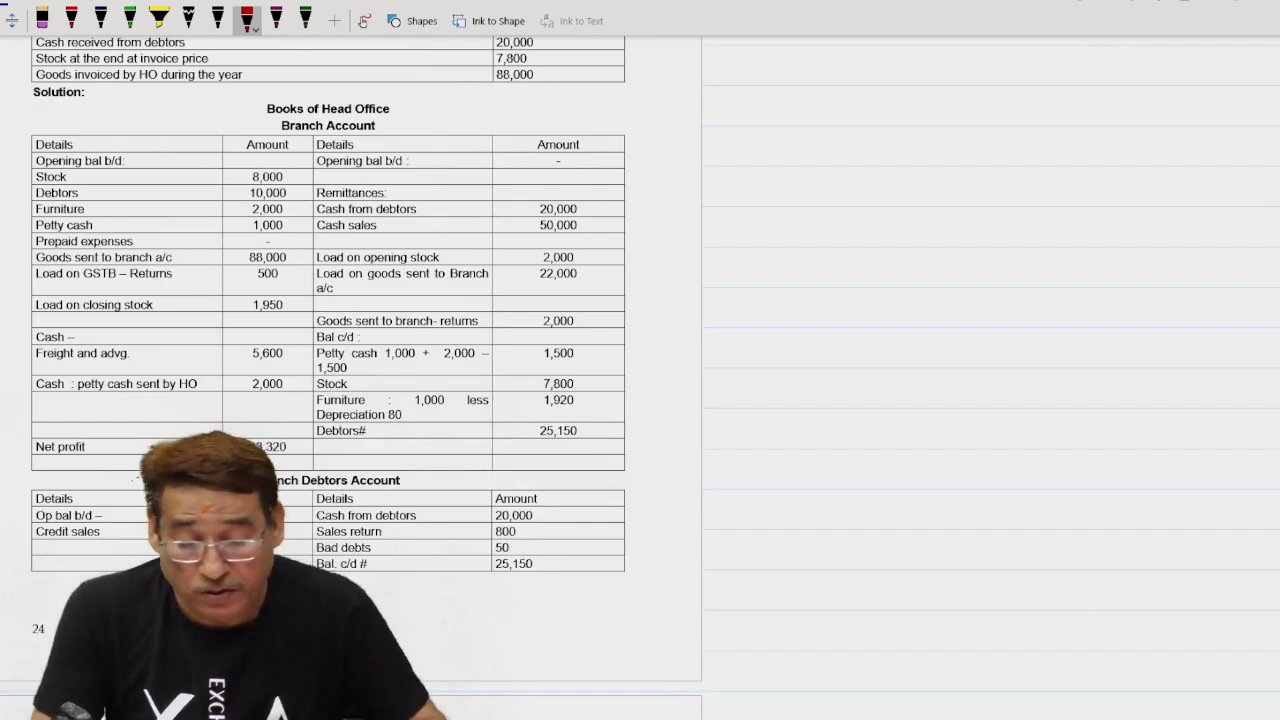 Shapes Ink to Shape Ink to Text
Cash received from debtors 20,000
Stock at the end at invoice price 7,800
Goods invoiced by HO during the year 88,000
Solution:
Books of Head Office
Branch Account
Details Amount Details Amount
Opening bal b/d: Opening bal b/d : -
Stock 8,000
Debtors 10,000 Remittances:
Furniture 2,000 Cash from debtors 20,000
Petty cash 1,000 Cash sales 50,000
Prepaid expenses -
Goods sent to branch a/c 88,000 Load on opening stock 2,000
Load on GSTB – Returns 500 Load on goods sent to Branch 22,000
a/c
Load on closing stock 1,950
Goods sent to branch- returns 2,000
Cash – Bal c/d :
Freight and advg. 5,600 Petty cash 1,000 + 2,000 – 1,500
1,500
Cash : petty cash sent by HO 2,000 Stock 7,800
Furniture : 1,000 less 1,920
Depreciation 80
Debtors# 25,150
Net profit
Debtors Account
Details Details Amount
Op bal b/d – Cash from debtors 20,000
Credit sales Sales return 800
Bad debts 50
Bal. c/d # 25,150
24
EXCH